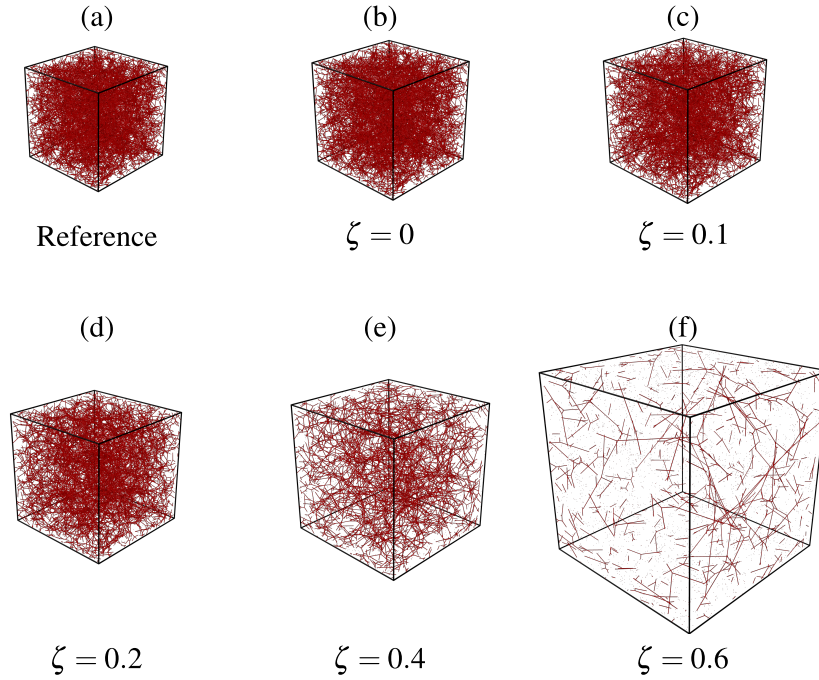 (a) (b) (c)
Reference ζ = 0 ζ = 0.1
(d) (e) (f)
ζ = 0.2 ζ = 0.4 ζ = 0.6